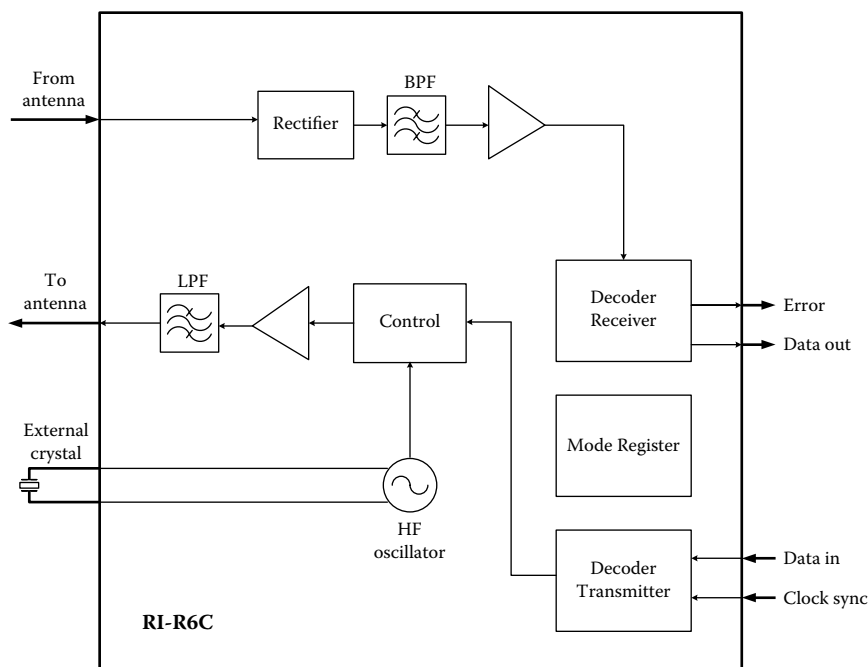 From
antenna
BPF
Rectifier
To
antenna
LPF
Control
Decoder
Receiver
Error
Data out
External
crystal
Mode Register
HF
oscillator
Decoder
Transmitter
Data in
Clock sync
RI-R6C